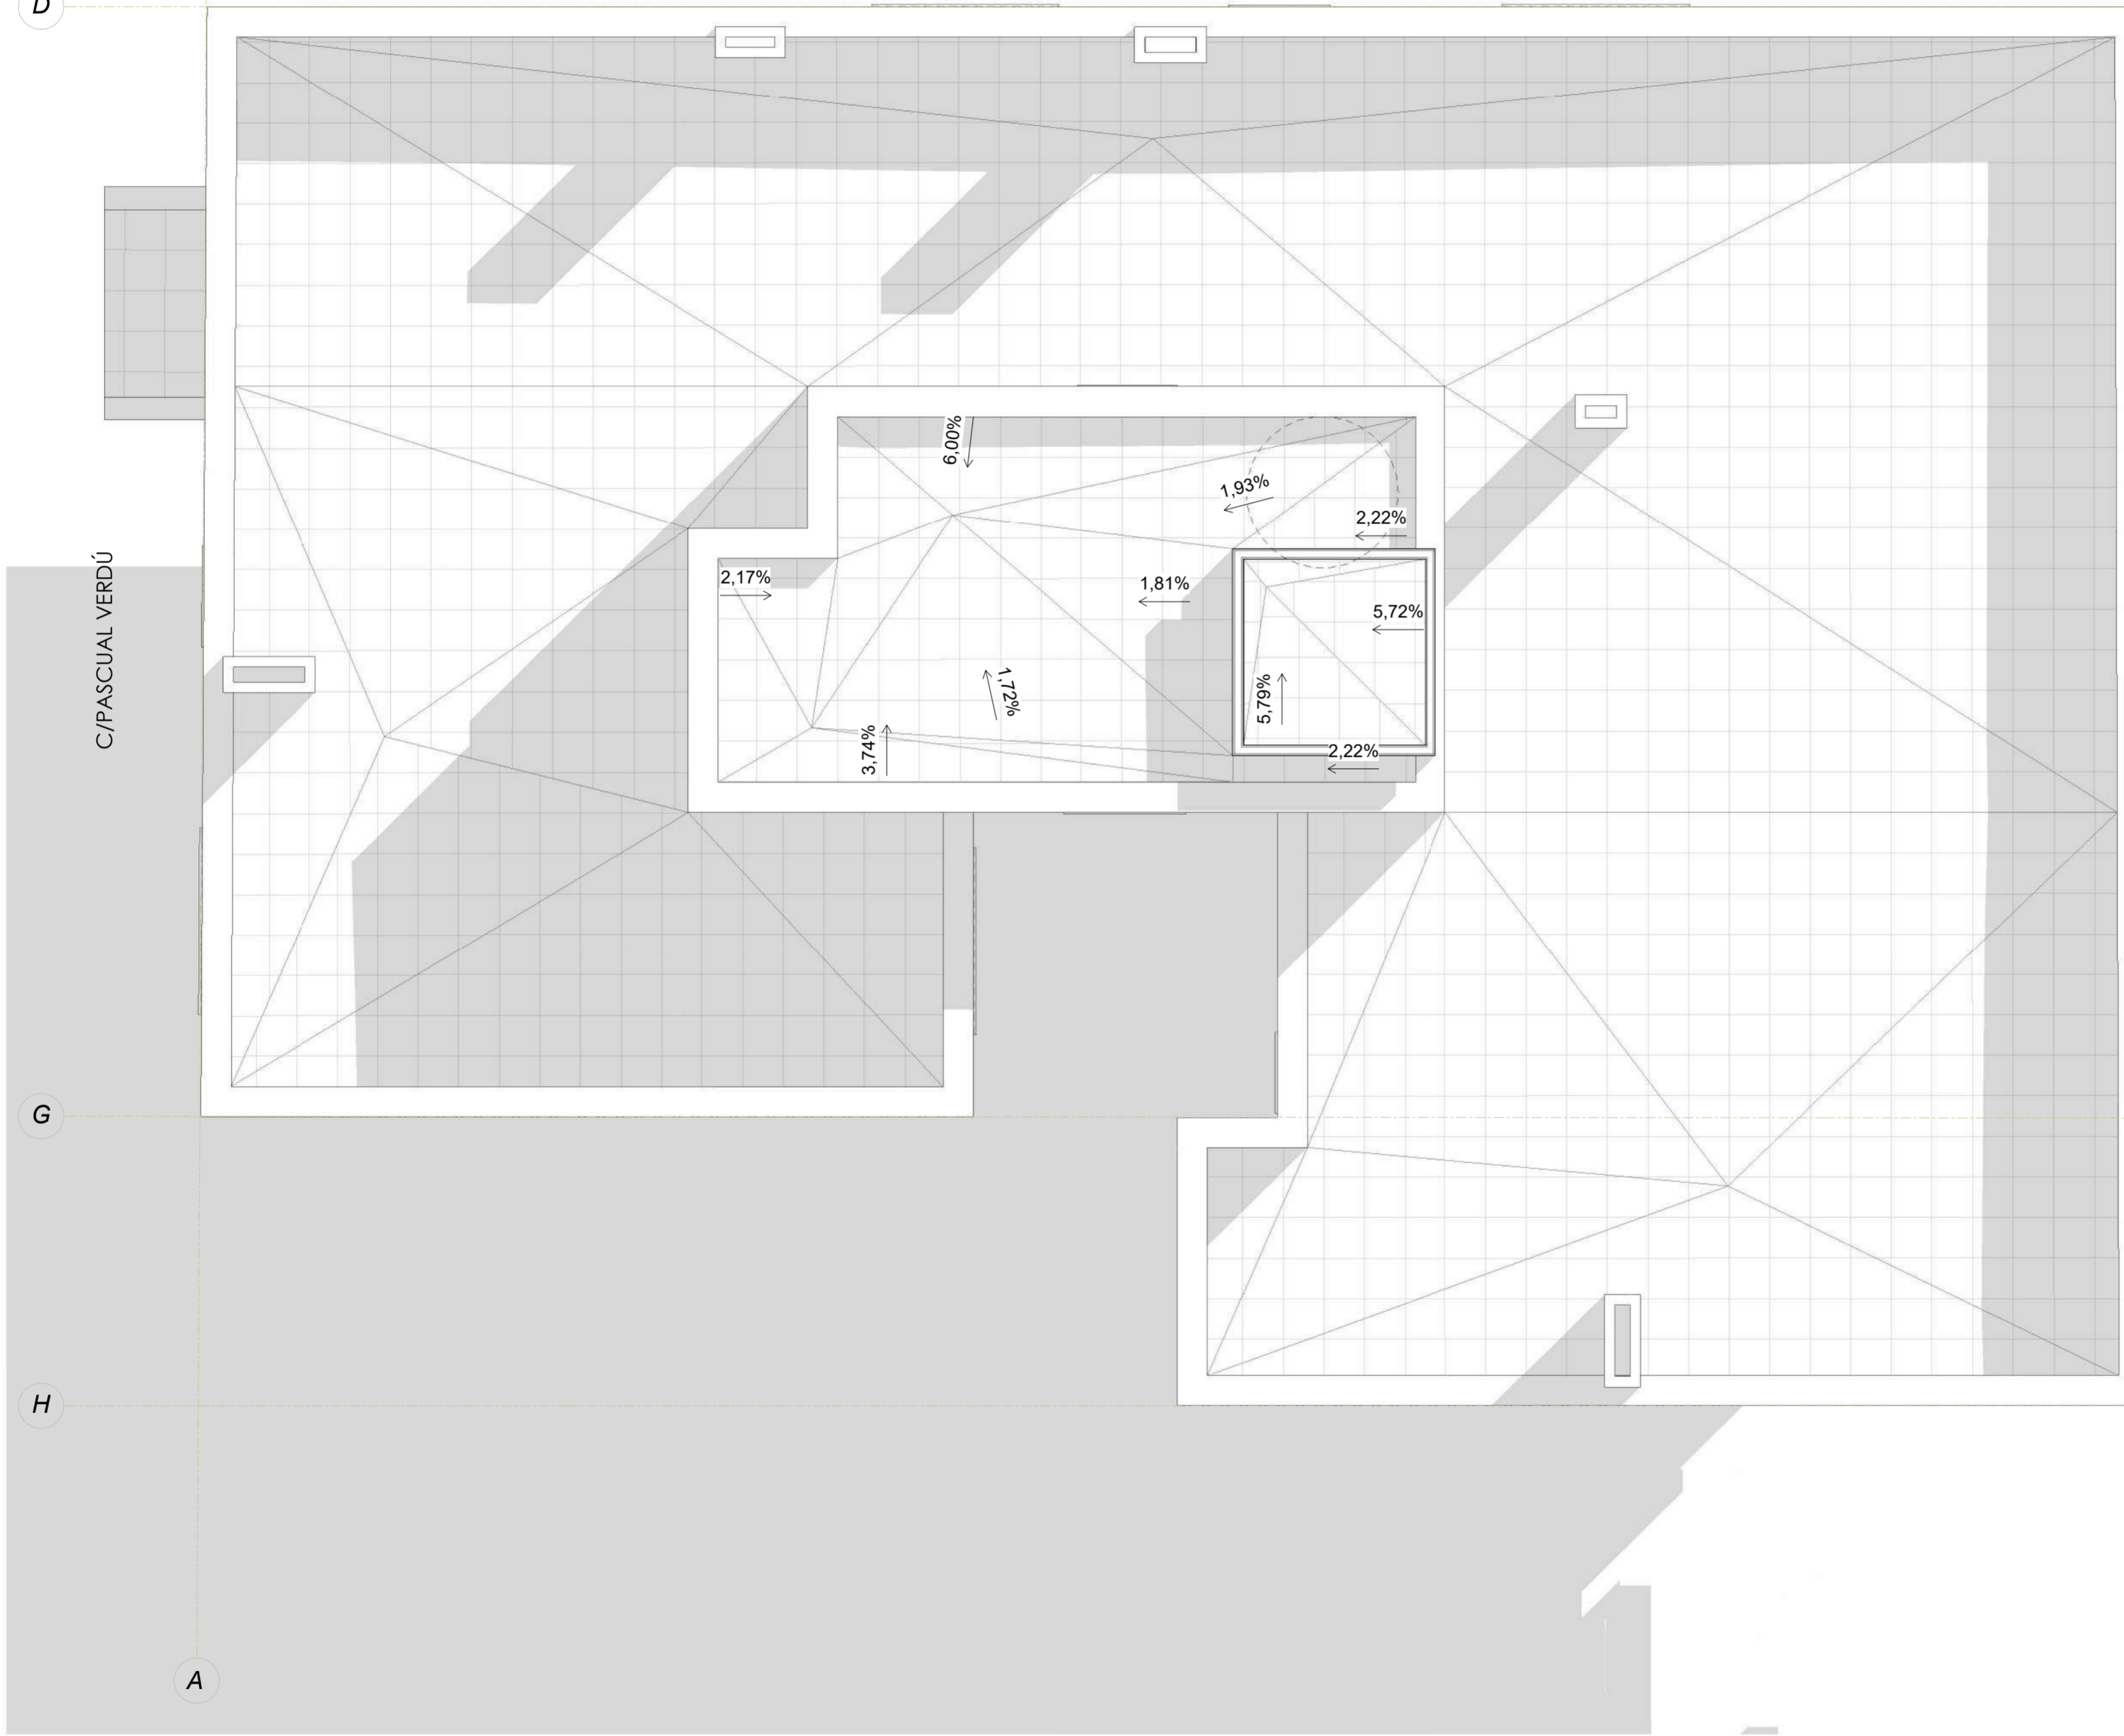 D
6,00%
1,93%
2,22%
2,17%
1,81%
5,72%
C/PASCUAL VERDÚ
1,72%
5,79%
3,74%
2,22%
G
H
A